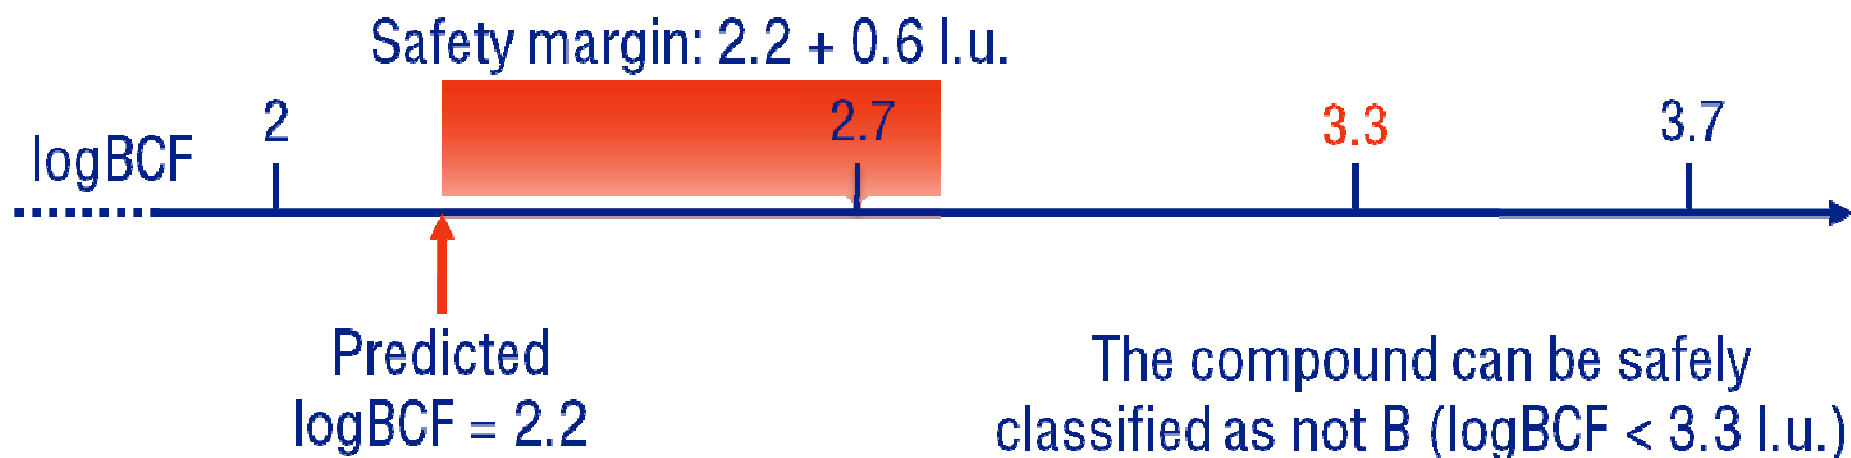 Safety margin: 2.2 + 0.6 l.u.
logBCF
2
2.7
3.3
3.7
Predicted
logBCF = 2.2
The compound can be safely
classified as not B (logBCF < 3.3 l.u.)